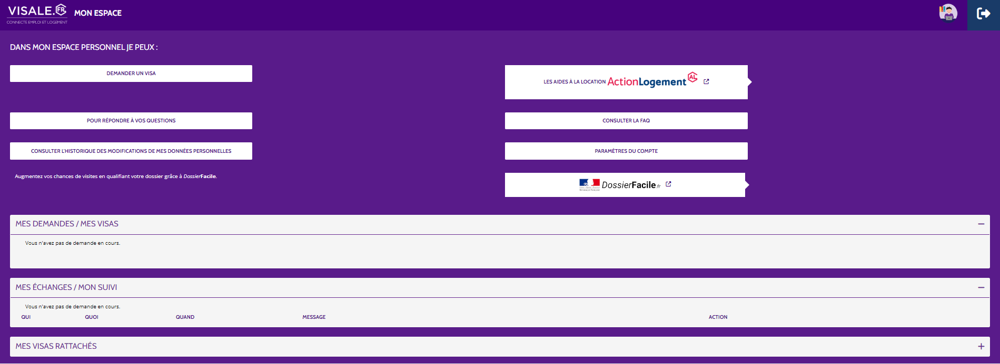 VISALE.FR
CONNECTE EMPLOI ET LOGEMENT
MON ESPACE
DANS MON ESPACE PERSONNEL JE PEUX :
DEMANDER UN VISA
LES AIDES À LA LOCATION ActionLogement AL
POUR RÉPONDRE À VOS QUESTIONS
CONSULTER LA FAQ
CONSULTER L'HISTORIQUE DES MODIFICATIONS DE MES DONNÉES PERSONNELLES
PARAMÈTRES DU COMPTE
Augmentez vos chances de visites en qualifiant votre dossier grâce à DossierFacile.
DossierFacile.fr
MES DEMANDES / MES VISAS
Vous n'avez pas de demande en cours.
MES ÉCHANGES / MON SUIVI
Vous n'avez pas de demande en cours.
QUI QUOI QUAND MESSAGE ACTION
MES VISAS RATTACHÉS